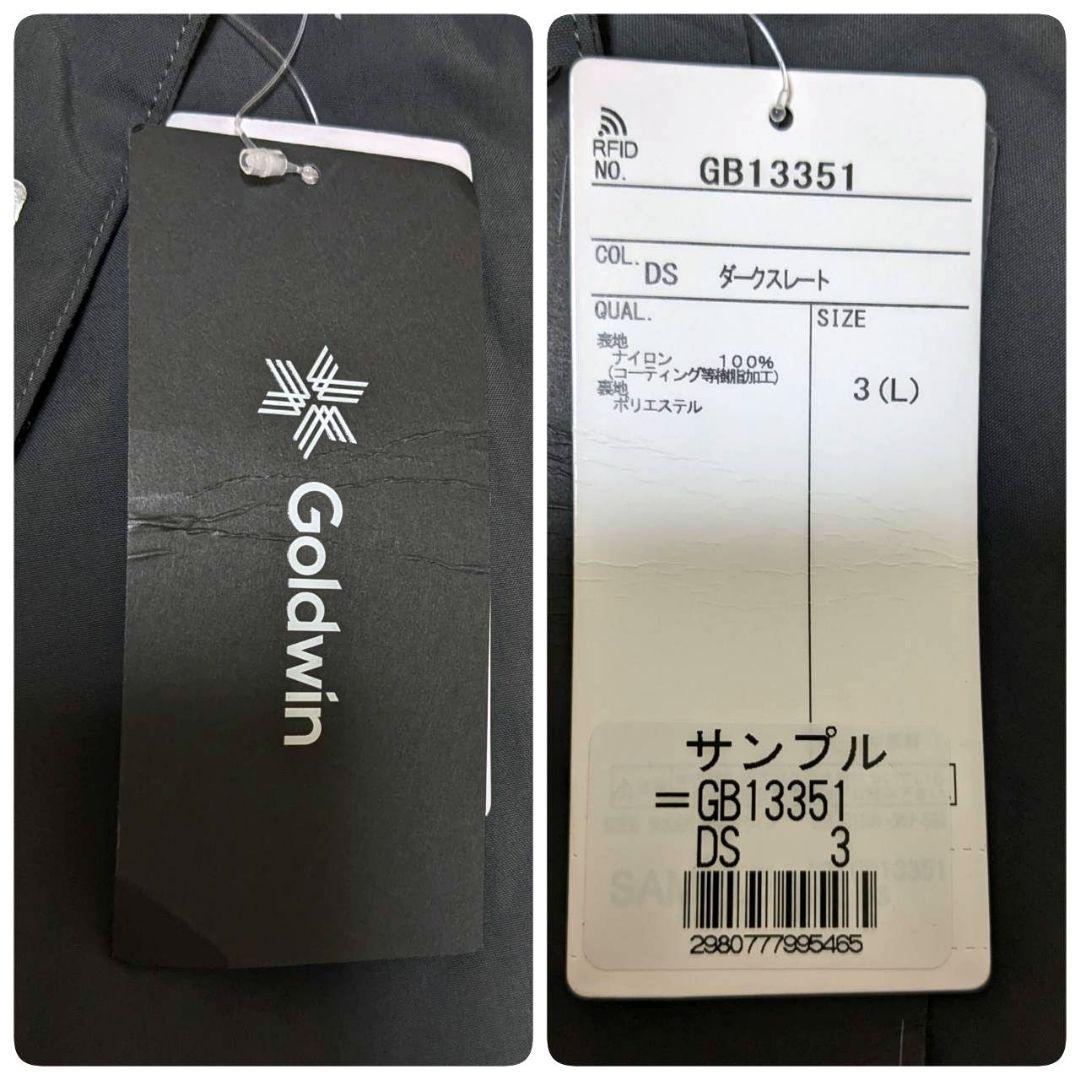 Goldwin
RFID
NO. GB13351
COL. DS ダークスレート
QUAL. SIZE
表地
ナイロン 100%
(コーティング等樹脂加工)
裏地
ポリエステル
3(L)
サンプル
=GB13351
DS 3
2980777995465